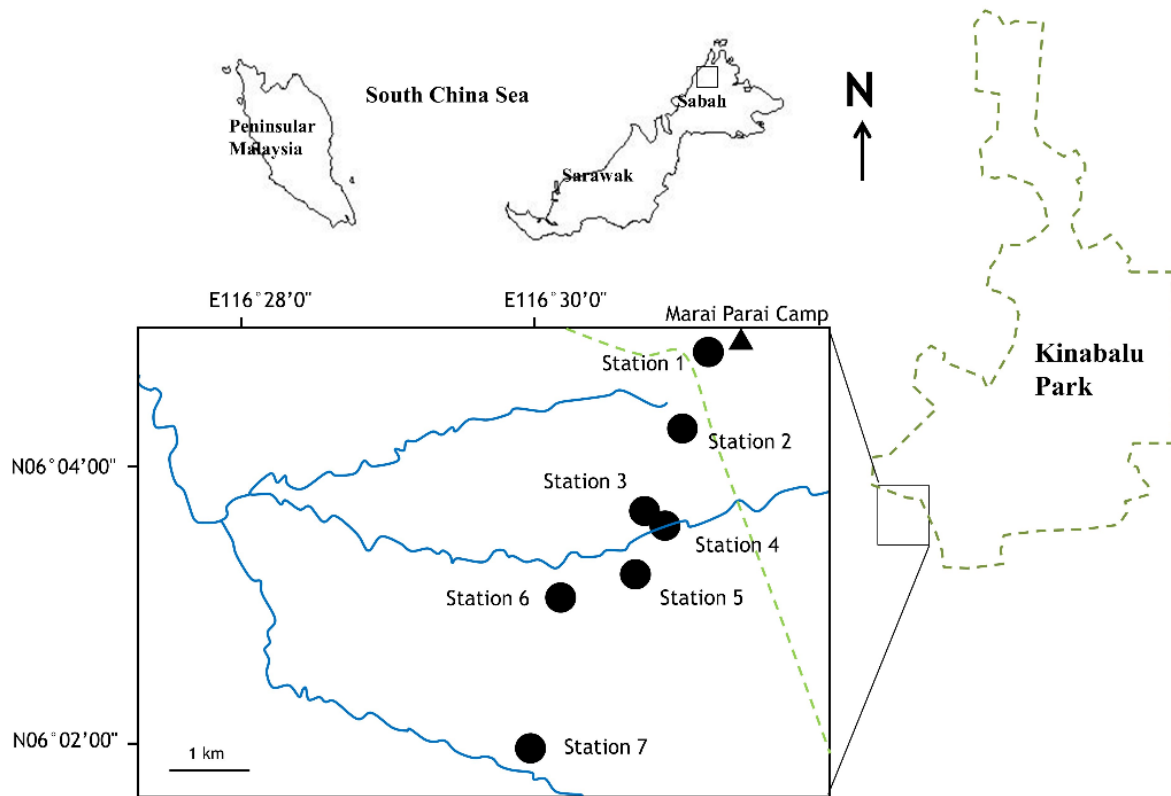 South China Sea
Peninsular
Malaysia
Sabah
Sarawak
N
Kinabalu
Park
E116°28'0"
E116°30'0"
Marai Parai Camp
Station 1
Station 2
N06°04'00"
Station 3
Station 4
Station 5
Station 6
N06°02'00"
Station 7
1 km